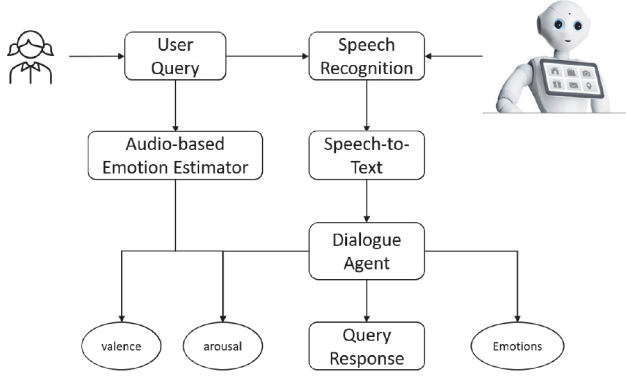 User
Query
Speech
Recognition
Audio-based
Emotion Estimator
Speech-to-
Text
Dialogue
Agent
valence
arousal
Query
Response
Emotions